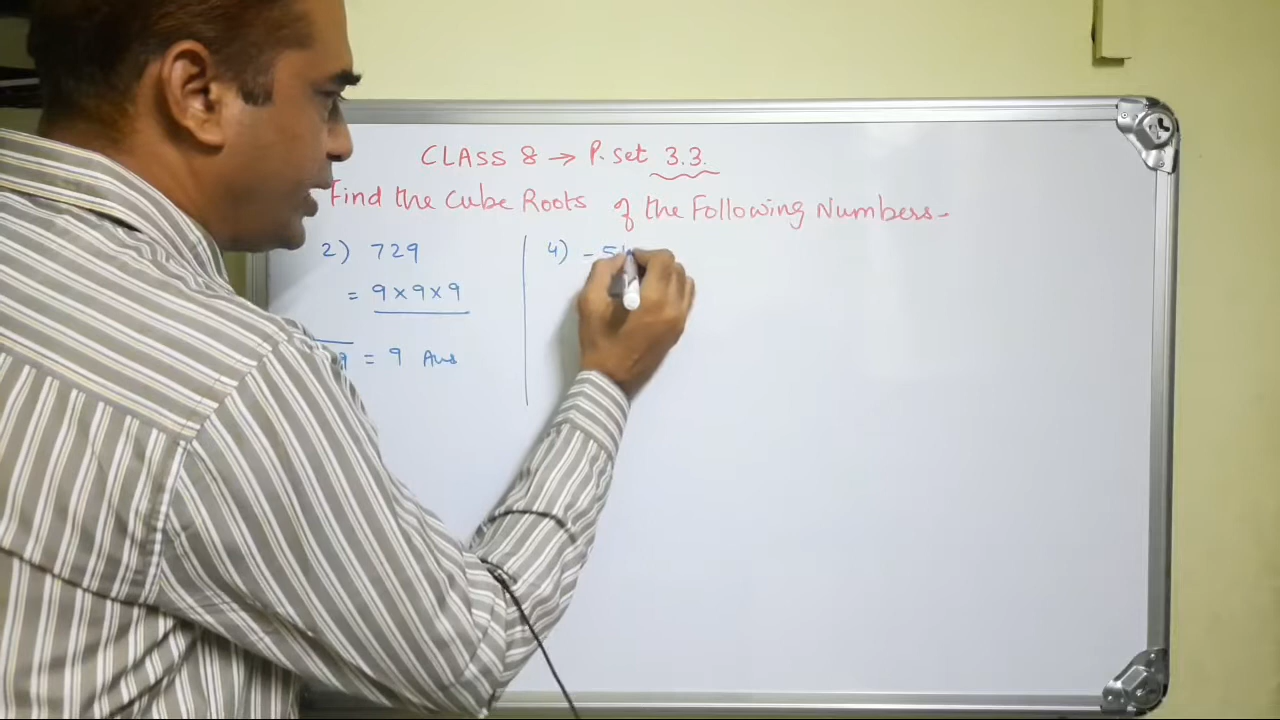 CLASS 8 → P. Set 3.3.
Find the Cube Roots of the Following Numbers.
2) 729
= 9×9×9
= 9 Ans
4) -5